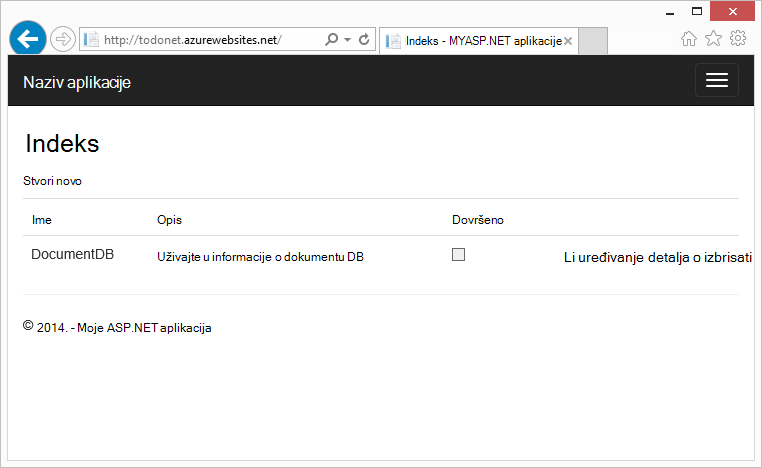 http://todonet.azurewebsites.net/
Indeks - MYASP.NET aplikacije
Naziv aplikacije
Indeks
Stvori novo
Ime Opis Dovršeno
DocumentDB Uživajte u informacije o dokumentu DB Li uređivanje detalja o izbrisati
© 2014. - Moje ASP.NET aplikacija